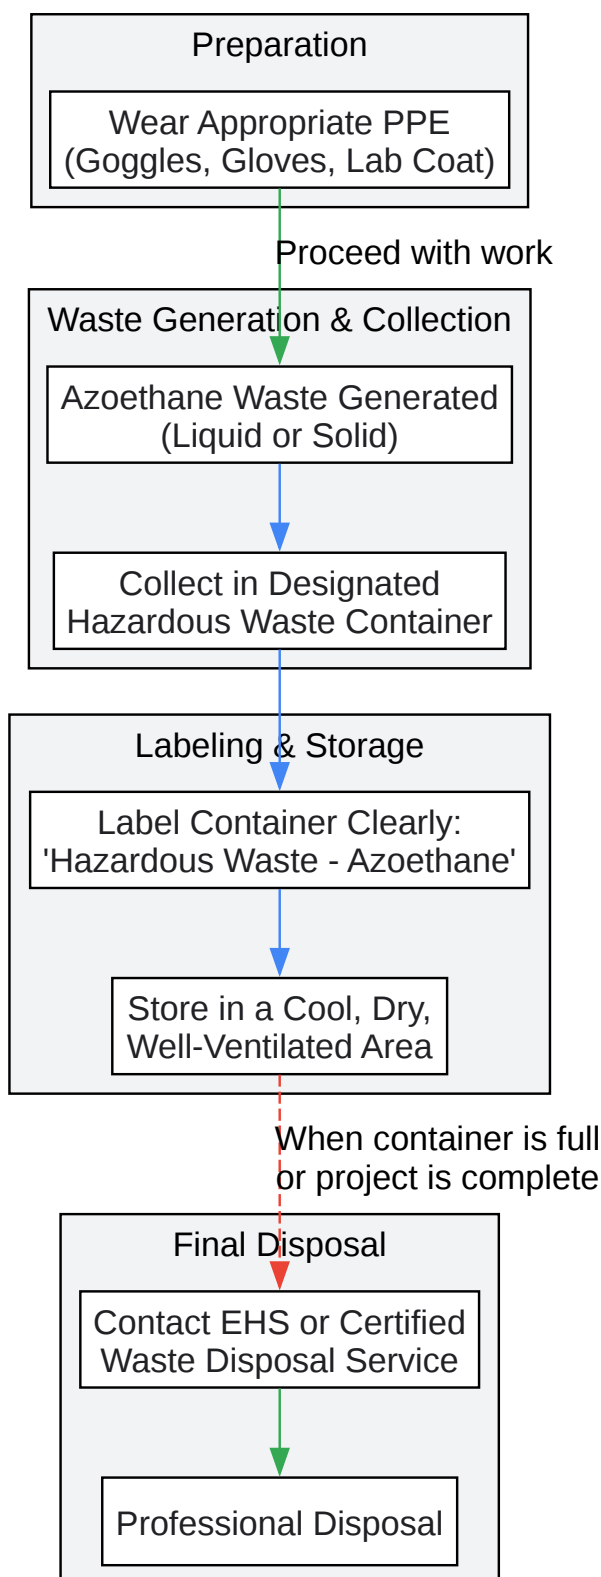 Preparation
Wear Appropriate PPE
(Goggles, Gloves, Lab Coat)
Proceed with work
Waste Generation & Collection
Azoethane Waste Generated
(Liquid or Solid)
Collect in Designated
Hazardous Waste Container
Labeling & Storage
Label Container Clearly:
'Hazardous Waste - Azoethane'
Store in a Cool, Dry,
Well-Ventilated Area
When container is full
or project is complete
Final Disposal
Contact EHS or Certified
Waste Disposal Service
Professional Disposal